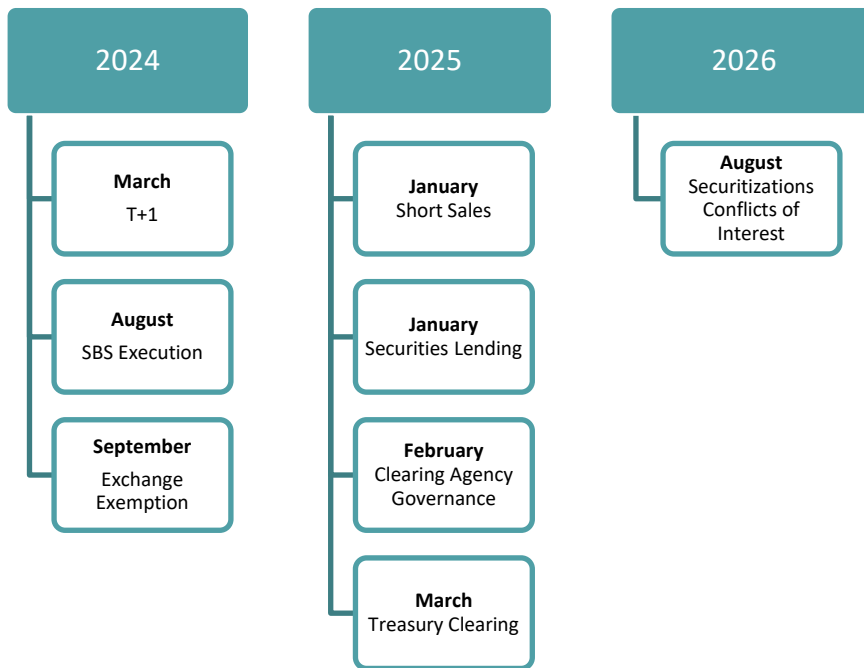 2024
March
T+1
August
SBS Execution
September
Exchange
Exemption
2025
January
Short Sales
January
Securities Lending
February
Clearing Agency
Governance
March
Treasury Clearing
2026
August
Securitizations
Conflicts of
Interest